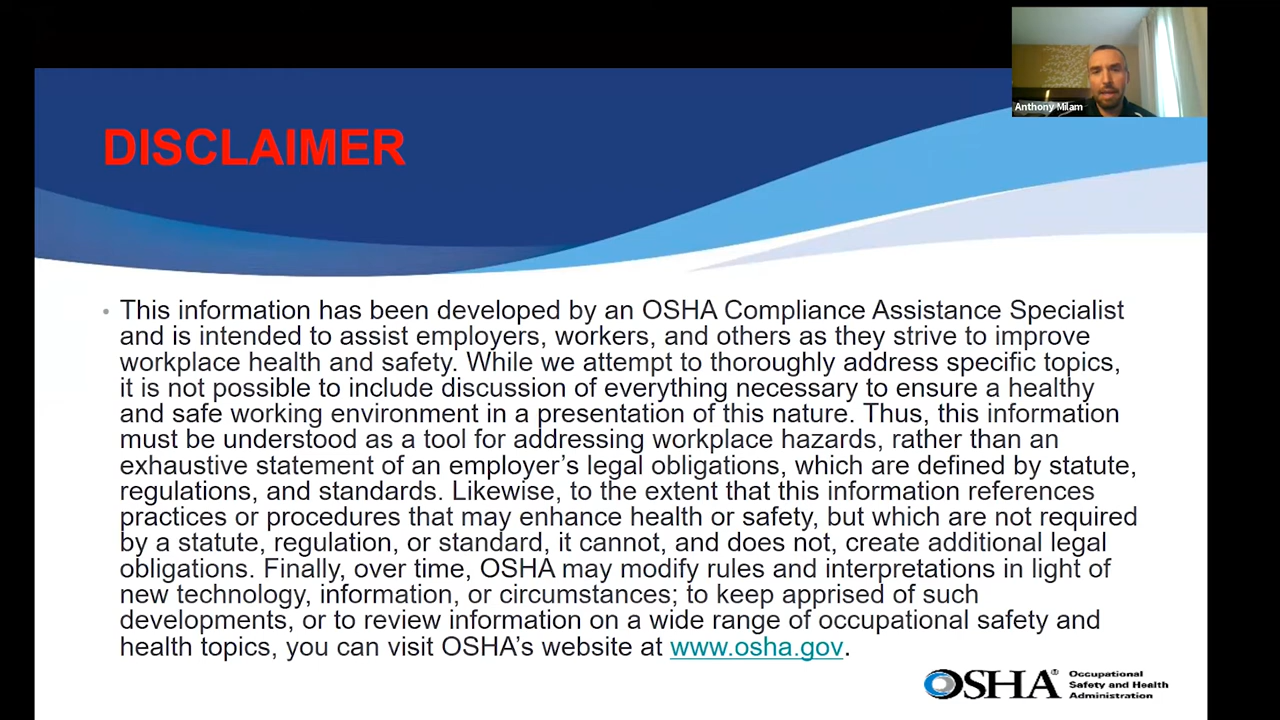 Anthony Milam
DISCLAIMER
• This information has been developed by an OSHA Compliance Assistance Specialist
and is intended to assist employers, workers, and others as they strive to improve
workplace health and safety. While we attempt to thoroughly address specific topics,
it is not possible to include discussion of everything necessary to ensure a healthy
and safe working environment in a presentation of this nature. Thus, this information
must be understood as a tool for addressing workplace hazards, rather than an
exhaustive statement of an employer’s legal obligations, which are defined by statute,
regulations, and standards. Likewise, to the extent that this information references
practices or procedures that may enhance health or safety, but which are not required
by a statute, regulation, or standard, it cannot, and does not, create additional legal
obligations. Finally, over time, OSHA may modify rules and interpretations in light of
new technology, information, or circumstances; to keep apprised of such
developments, or to review information on a wide range of occupational safety and
health topics, you can visit OSHA’s website at www.osha.gov.
OSHA®
Occupational
Safety and Health
Administration